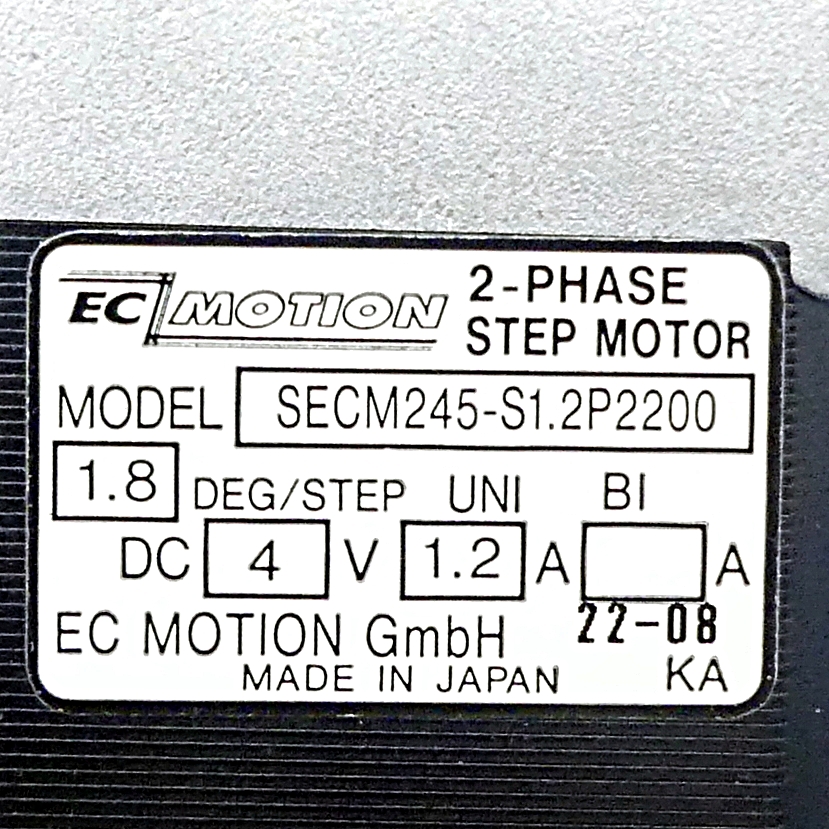 EC MOTION
2-PHASE
STEP MOTOR
MODEL SECM245-S1.2P2200
1.8 DEG/STEP UNI BI
DC 4 V 1.2 A A
EC MOTION GmbH 22-08
MADE IN JAPAN KA